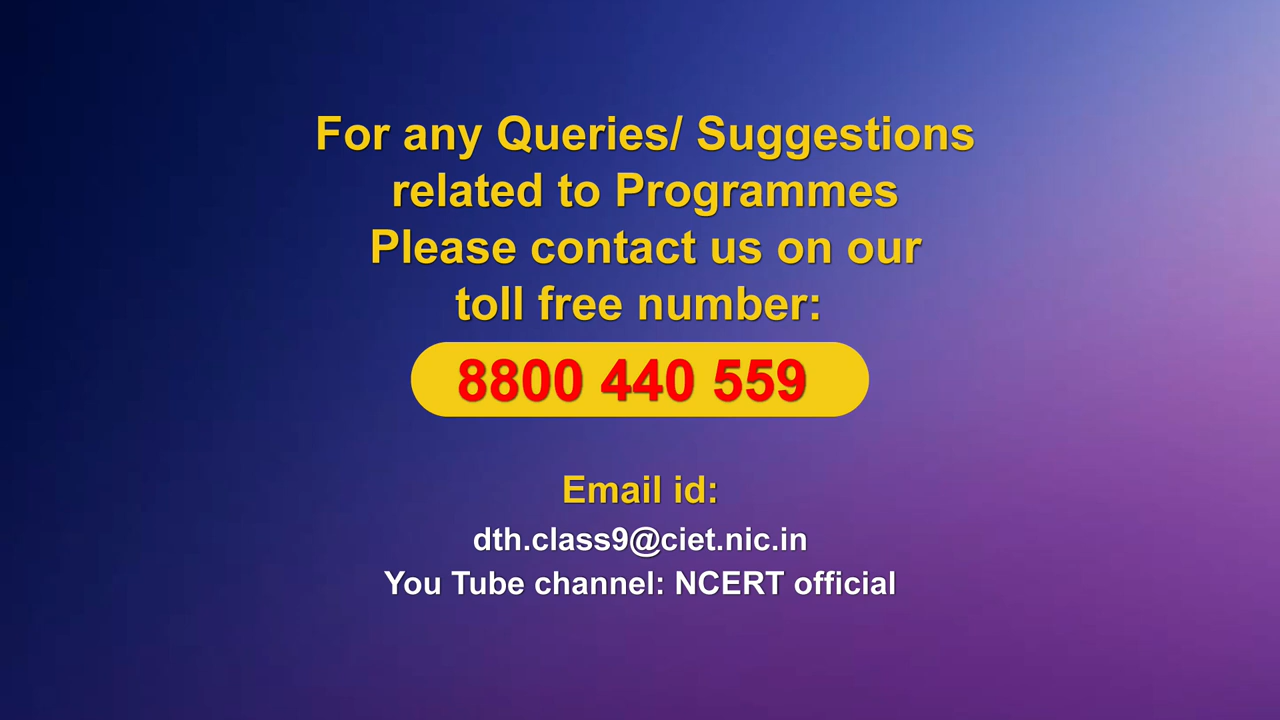 For any Queries/ Suggestions
related to Programmes
Please contact us on our
toll free number:
8800 440 559
Email id:
dth.class9@ciet.nic.in
You Tube channel: NCERT official